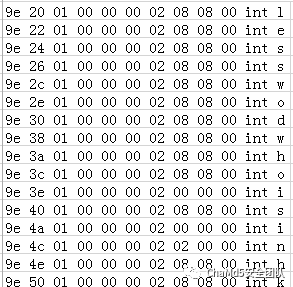 9e 20 01 00 00 00 02 08 08 00 int l
9e 22 01 00 00 00 02 08 08 00 int e
9e 24 01 00 00 00 02 08 08 00 int s
9e 26 01 00 00 00 02 08 08 00 int s
9e 2c 01 00 00 00 02 08 08 00 int w
9e 2e 01 00 00 00 02 08 08 00 int o
9e 30 01 00 00 00 02 08 08 00 int d
9e 38 01 00 00 00 02 08 08 00 int w
9e 3a 01 00 00 00 02 08 08 00 int h
9e 3c 01 00 00 00 02 08 08 00 int o
9e 3e 01 00 00 00 02 00 08 00 int i
9e 40 01 00 00 00 02 08 08 00 int s
9e 4a 01 00 00 00 02 00 08 00 int i
9e 4c 01 00 00 00 02 02 08 00 int n
9e 4e 01 00 00 00 02 08 08 00 int h
9e 50 01 00 00 00 02 08 08 00 int k
ChaMd5安全团队